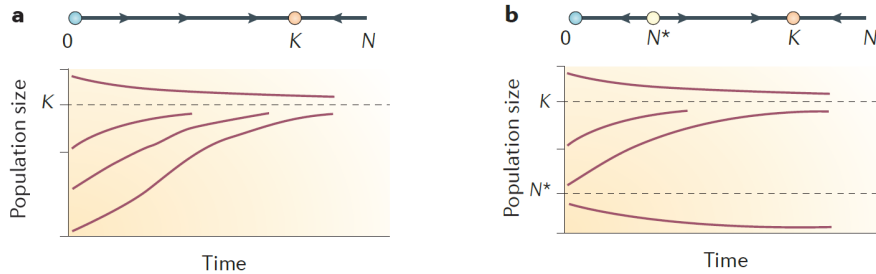 a
0 K N
Population size
K
Time
b
0 N* K N
Population size
K
N*
Time